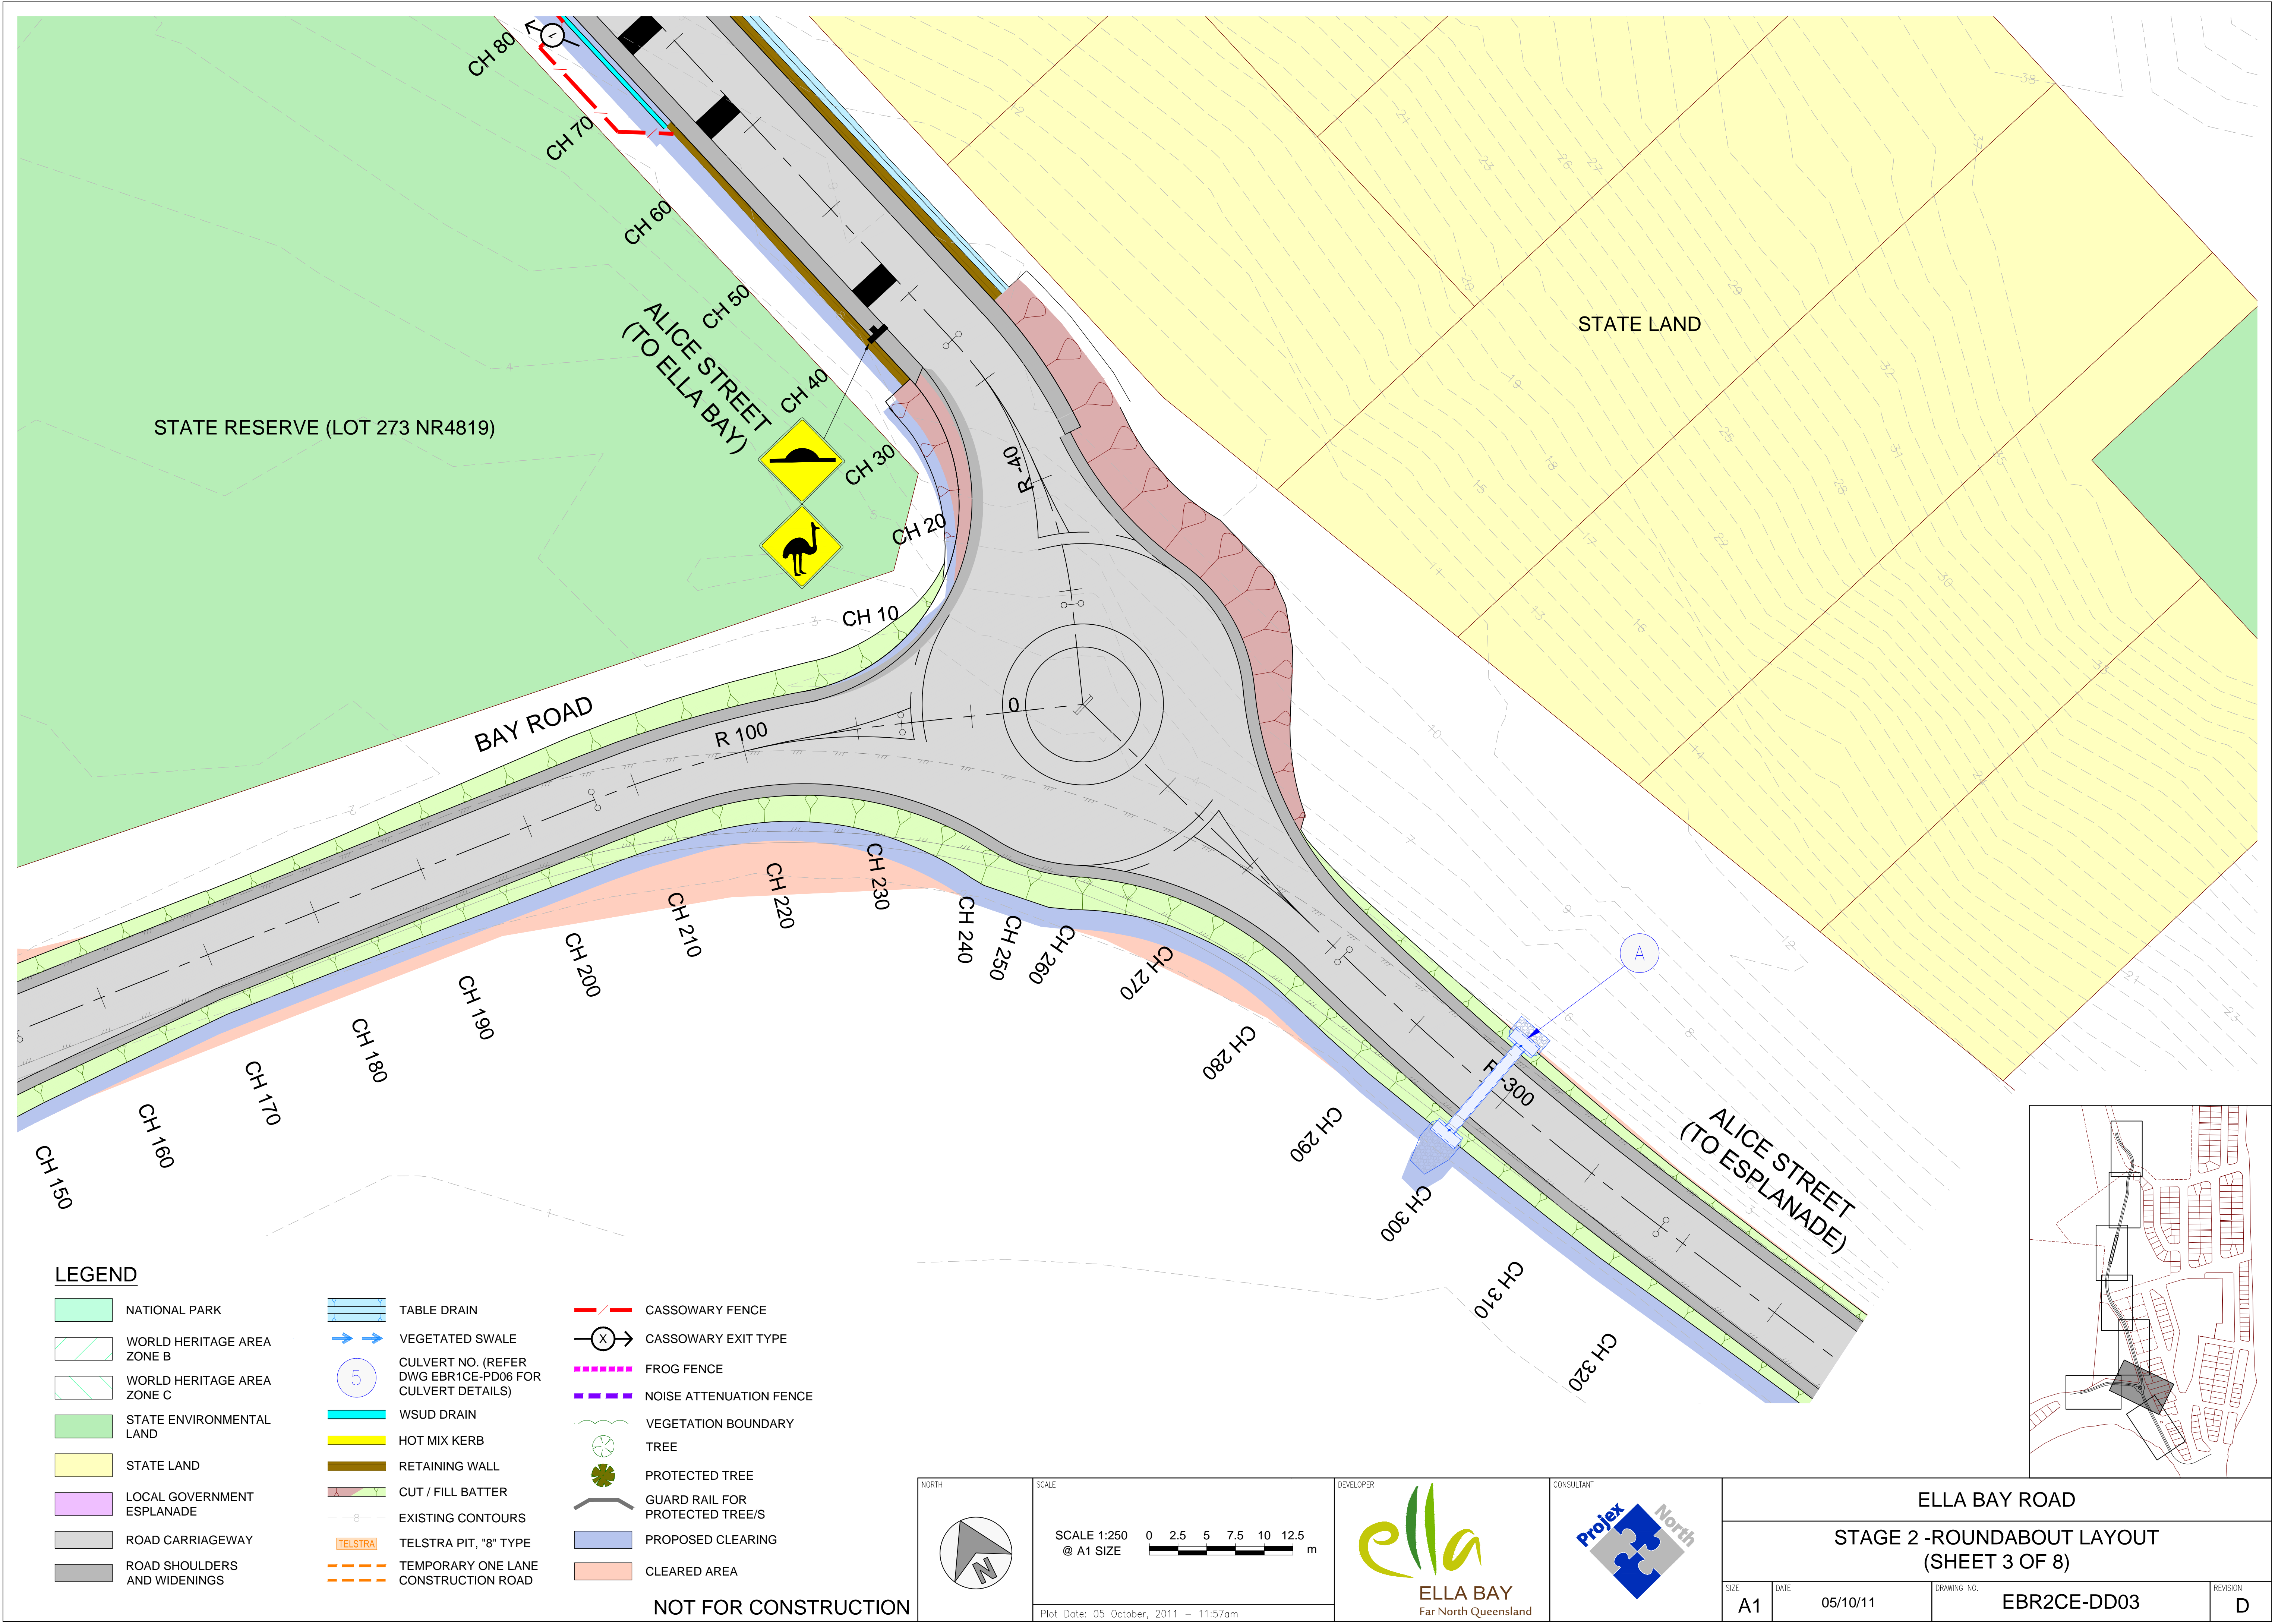 CH 80
CH 70
CH 60
CH 50
CH 40
CH 30
CH 20
CH 10
ALICE STREET
(TO ELLA BAY)
STATE RESERVE (LOT 273 NR4819)
STATE LAND
R -40
0
R 100
BAY ROAD
CH 150
CH 160
CH 170
CH 180
CH 190
CH 200
CH 210
CH 220
CH 230
CH 240
CH 250
CH 260
CH 270
CH 280
CH 290
CH 300
CH 310
CH 320
A
R -300
ALICE STREET
(TO ESPLANADE)
LEGEND
NATIONAL PARK
WORLD HERITAGE AREA
ZONE B
WORLD HERITAGE AREA
ZONE C
STATE ENVIRONMENTAL
LAND
STATE LAND
LOCAL GOVERNMENT
ESPLANADE
ROAD CARRIAGEWAY
ROAD SHOULDERS
AND WIDENINGS
TABLE DRAIN
VEGETATED SWALE
5
CULVERT NO. (REFER
DWG EBR1CE-PD06 FOR
CULVERT DETAILS)
WSUD DRAIN
HOT MIX KERB
RETAINING WALL
CUT / FILL BATTER
8
EXISTING CONTOURS
TELSTRA
TELSTRA PIT, "8" TYPE
TEMPORARY ONE LANE
CONSTRUCTION ROAD
CASSOWARY FENCE
X
CASSOWARY EXIT TYPE
FROG FENCE
NOISE ATTENUATION FENCE
VEGETATION BOUNDARY
TREE
PROTECTED TREE
GUARD RAIL FOR
PROTECTED TREE/S
PROPOSED CLEARING
CLEARED AREA
NOT FOR CONSTRUCTION
NORTH
N
SCALE
SCALE 1:250
@ A1 SIZE
0 2.5 5 7.5 10 12.5
m
Plot Date: 05 October, 2011 - 11:57am
DEVELOPER
ella
ELLA BAY
Far North Queensland
CONSULTANT
Projex North
ELLA BAY ROAD
STAGE 2 -ROUNDABOUT LAYOUT
(SHEET 3 OF 8)
SIZE
A1
DATE
05/10/11
DRAWING NO.
EBR2CE-DD03
REVISION
D